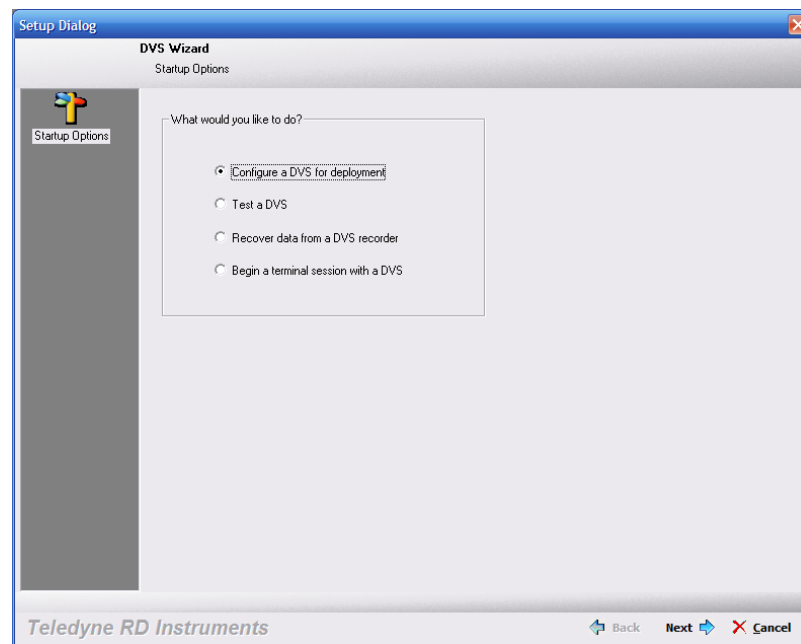 Setup Dialog
DVS Wizard
Startup Options
Startup Options
What would you like to do?
Configure a DVS for deployment
Test a DVS
Recover data from a DVS recorder
Begin a terminal session with a DVS
Teledyne RD Instruments
Back
Next
Cancel